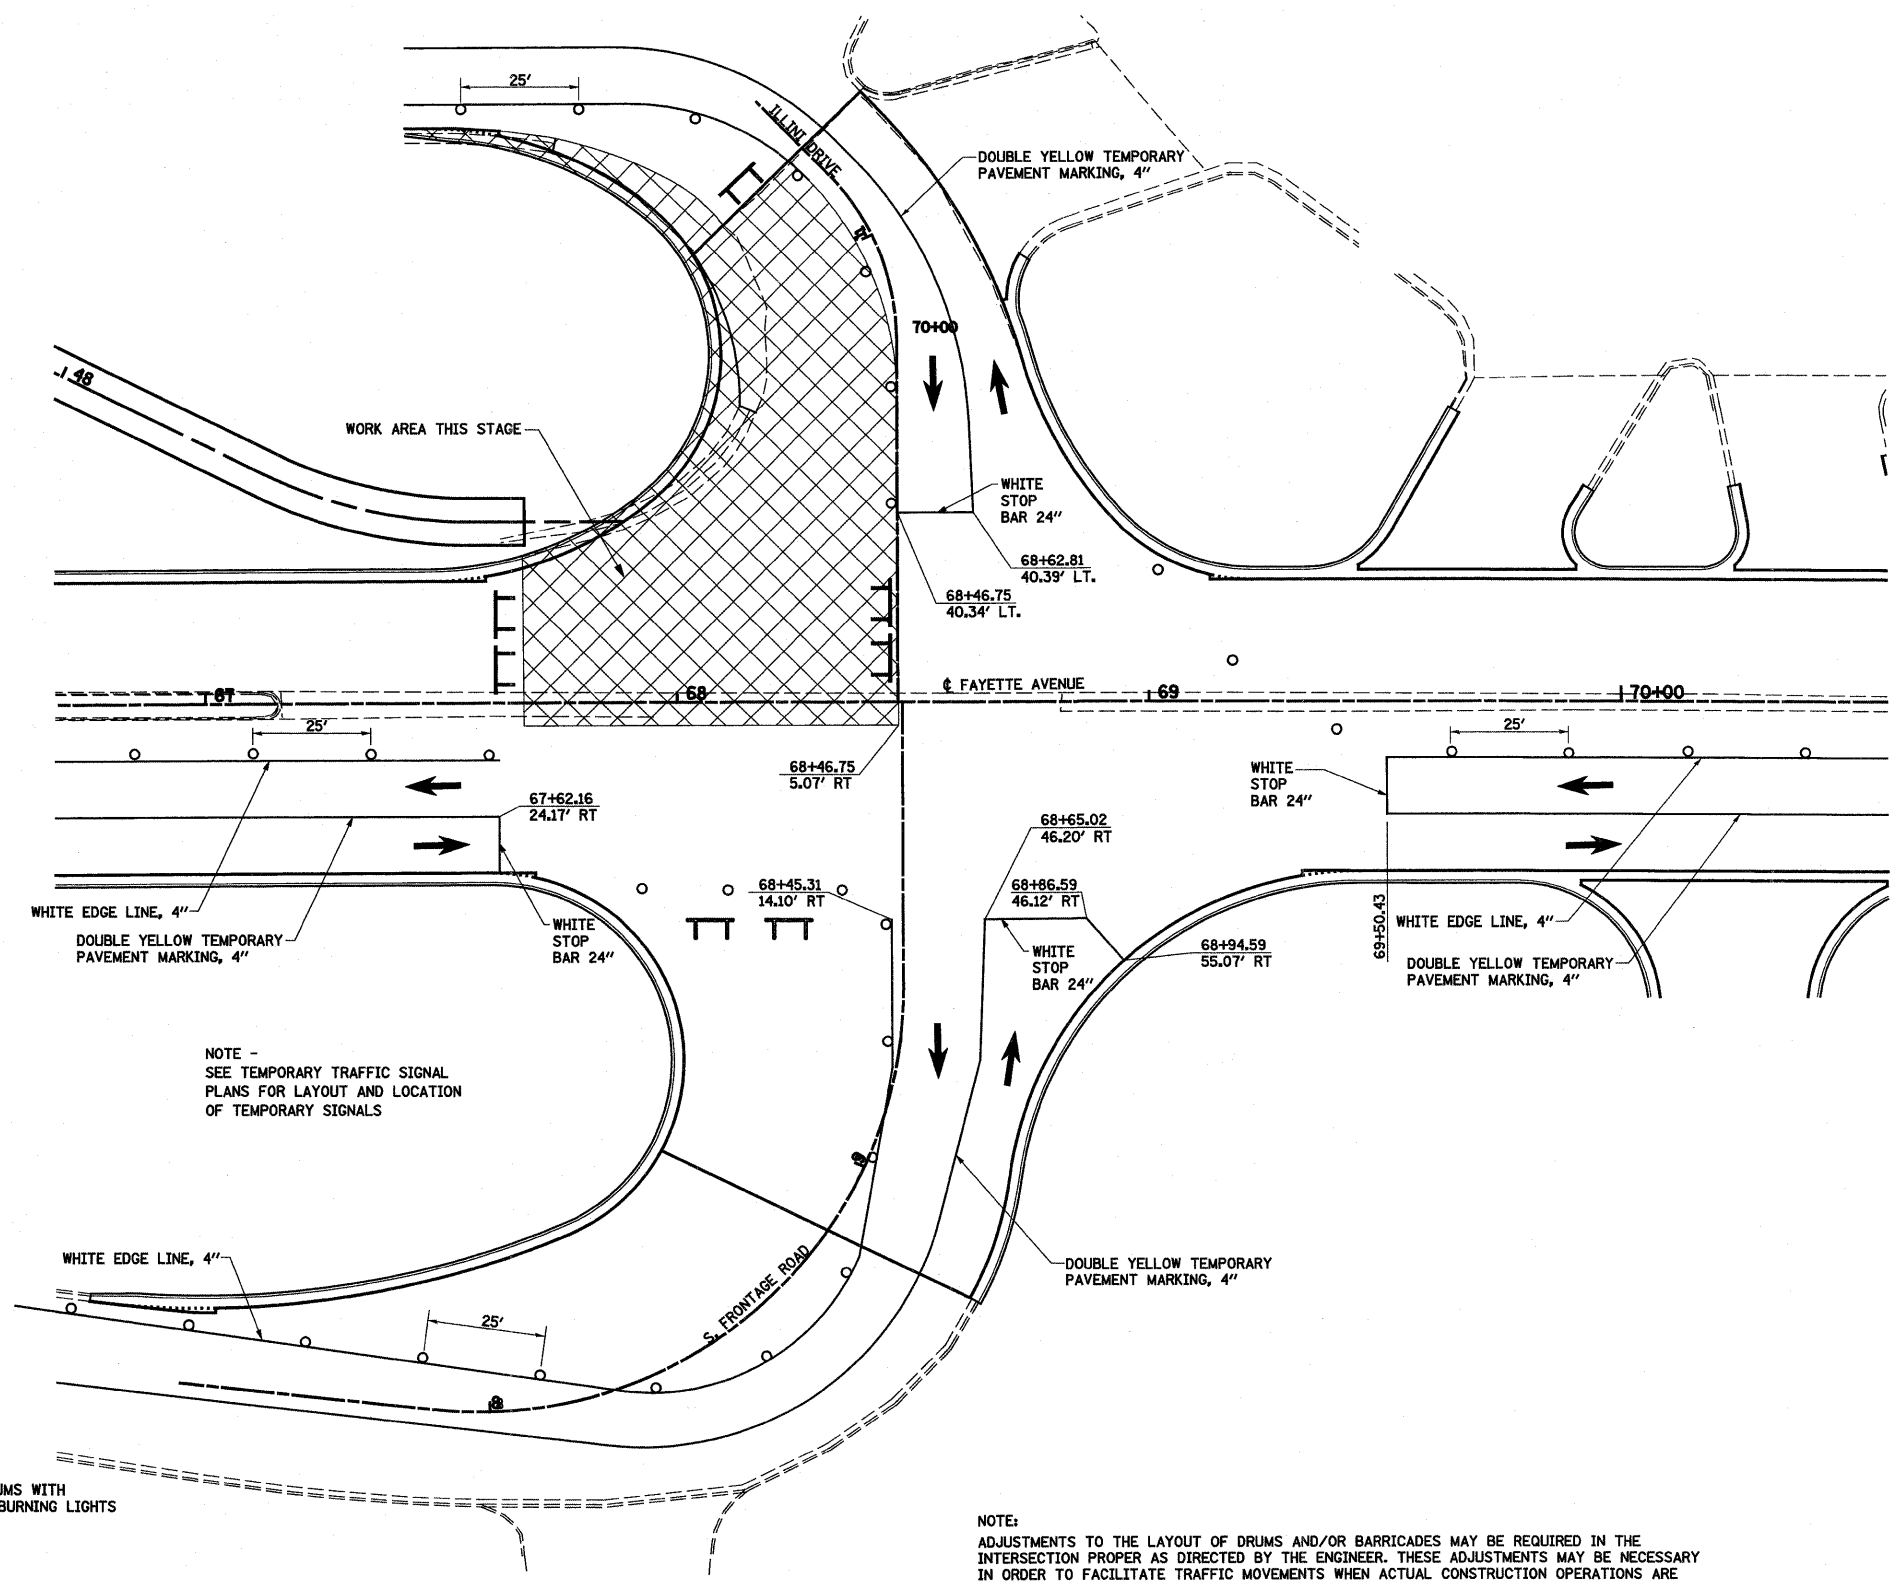 25'
ILLINI DRIVE
DOUBLE YELLOW TEMPORARY
PAVEMENT MARKING, 4"
70+00
48
WORK AREA THIS STAGE
WHITE
STOP
BAR 24"
68+62.81
40.39' LT.
68+46.75
40.34' LT.
67
68
℄ FAYETTE AVENUE
69
70+00
25'
25'
68+46.75
5.07' RT
WHITE
STOP
BAR 24"
67+62.16
24.17' RT
68+65.02
46.20' RT
68+45.31
14.10' RT
68+86.59
46.12' RT
WHITE EDGE LINE, 4"
DOUBLE YELLOW TEMPORARY
PAVEMENT MARKING, 4"
WHITE
STOP
BAR 24"
WHITE
STOP
BAR 24"
68+94.59
55.07' RT
69+50.43
WHITE EDGE LINE, 4"
DOUBLE YELLOW TEMPORARY
PAVEMENT MARKING, 4"
NOTE -
SEE TEMPORARY TRAFFIC SIGNAL
PLANS FOR LAYOUT AND LOCATION
OF TEMPORARY SIGNALS
WHITE EDGE LINE, 4"
S. FRONTAGE ROAD
DOUBLE YELLOW TEMPORARY
PAVEMENT MARKING, 4"
25'
UMS WITH
BURNING LIGHTS
NOTE:
ADJUSTMENTS TO THE LAYOUT OF DRUMS AND/OR BARRICADES MAY BE REQUIRED IN THE
INTERSECTION PROPER AS DIRECTED BY THE ENGINEER. THESE ADJUSTMENTS MAY BE NECESSARY
IN ORDER TO FACILITATE TRAFFIC MOVEMENTS WHEN ACTUAL CONSTRUCTION OPERATIONS ARE